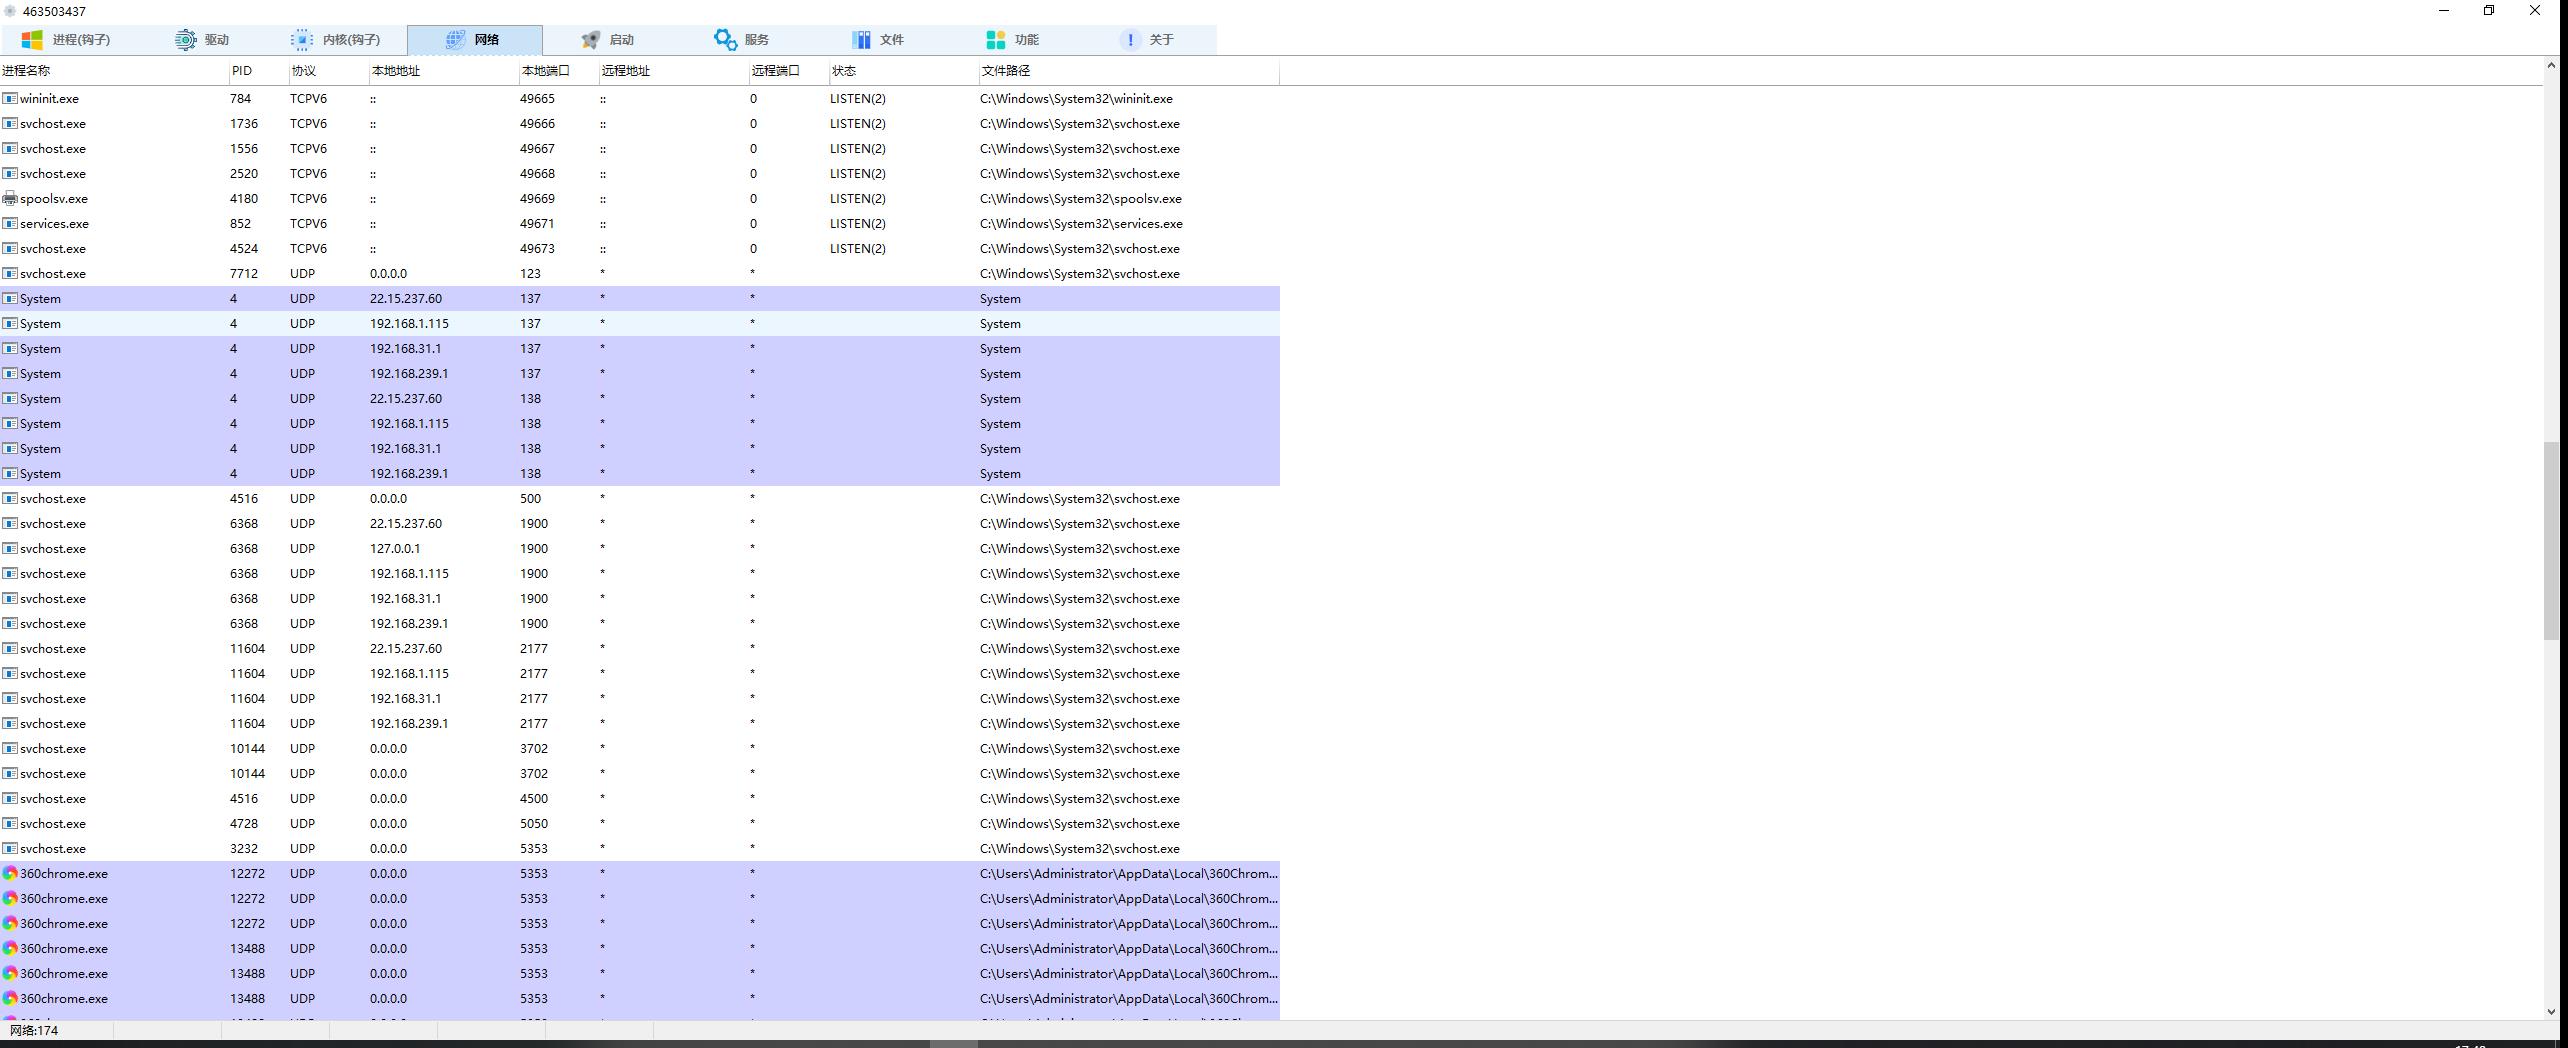 463503437
进程(钩子) 驱动 内核(钩子) 网络 启动 服务 文件 功能 关于
进程名称 PID 协议 本地地址 本地端口 远程地址 远程端口 状态 文件路径
wininit.exe 784 TCPV6 :: 49665 :: 0 LISTEN(2) C:\Windows\System32\wininit.exe
svchost.exe 1736 TCPV6 :: 49666 :: 0 LISTEN(2) C:\Windows\System32\svchost.exe
svchost.exe 1556 TCPV6 :: 49667 :: 0 LISTEN(2) C:\Windows\System32\svchost.exe
svchost.exe 2520 TCPV6 :: 49668 :: 0 LISTEN(2) C:\Windows\System32\svchost.exe
spoolsv.exe 4180 TCPV6 :: 49669 :: 0 LISTEN(2) C:\Windows\System32\spoolsv.exe
services.exe 852 TCPV6 :: 49671 :: 0 LISTEN(2) C:\Windows\System32\services.exe
svchost.exe 4524 TCPV6 :: 49673 :: 0 LISTEN(2) C:\Windows\System32\svchost.exe
svchost.exe 7712 UDP 0.0.0.0 123 * * C:\Windows\System32\svchost.exe
System 4 UDP 22.15.237.60 137 * * System
System 4 UDP 192.168.1.115 137 * * System
System 4 UDP 192.168.31.1 137 * * System
System 4 UDP 192.168.239.1 137 * * System
System 4 UDP 22.15.237.60 138 * * System
System 4 UDP 192.168.1.115 138 * * System
System 4 UDP 192.168.31.1 138 * * System
System 4 UDP 192.168.239.1 138 * * System
svchost.exe 4516 UDP 0.0.0.0 500 * * C:\Windows\System32\svchost.exe
svchost.exe 6368 UDP 22.15.237.60 1900 * * C:\Windows\System32\svchost.exe
svchost.exe 6368 UDP 127.0.0.1 1900 * * C:\Windows\System32\svchost.exe
svchost.exe 6368 UDP 192.168.1.115 1900 * * C:\Windows\System32\svchost.exe
svchost.exe 6368 UDP 192.168.31.1 1900 * * C:\Windows\System32\svchost.exe
svchost.exe 6368 UDP 192.168.239.1 1900 * * C:\Windows\System32\svchost.exe
svchost.exe 11604 UDP 22.15.237.60 2177 * * C:\Windows\System32\svchost.exe
svchost.exe 11604 UDP 192.168.1.115 2177 * * C:\Windows\System32\svchost.exe
svchost.exe 11604 UDP 192.168.31.1 2177 * * C:\Windows\System32\svchost.exe
svchost.exe 11604 UDP 192.168.239.1 2177 * * C:\Windows\System32\svchost.exe
svchost.exe 10144 UDP 0.0.0.0 3702 * * C:\Windows\System32\svchost.exe
svchost.exe 10144 UDP 0.0.0.0 3702 * * C:\Windows\System32\svchost.exe
svchost.exe 4516 UDP 0.0.0.0 4500 * * C:\Windows\System32\svchost.exe
svchost.exe 4728 UDP 0.0.0.0 5050 * * C:\Windows\System32\svchost.exe
svchost.exe 3232 UDP 0.0.0.0 5353 * * C:\Windows\System32\svchost.exe
360chrome.exe 12272 UDP 0.0.0.0 5353 * * C:\Users\Administrator\AppData\Local\360Chrom...
360chrome.exe 12272 UDP 0.0.0.0 5353 * * C:\Users\Administrator\AppData\Local\360Chrom...
360chrome.exe 12272 UDP 0.0.0.0 5353 * * C:\Users\Administrator\AppData\Local\360Chrom...
360chrome.exe 13488 UDP 0.0.0.0 5353 * * C:\Users\Administrator\AppData\Local\360Chrom...
360chrome.exe 13488 UDP 0.0.0.0 5353 * * C:\Users\Administrator\AppData\Local\360Chrom...
360chrome.exe 13488 UDP 0.0.0.0 5353 * * C:\Users\Administrator\AppData\Local\360Chrom...
网络:174